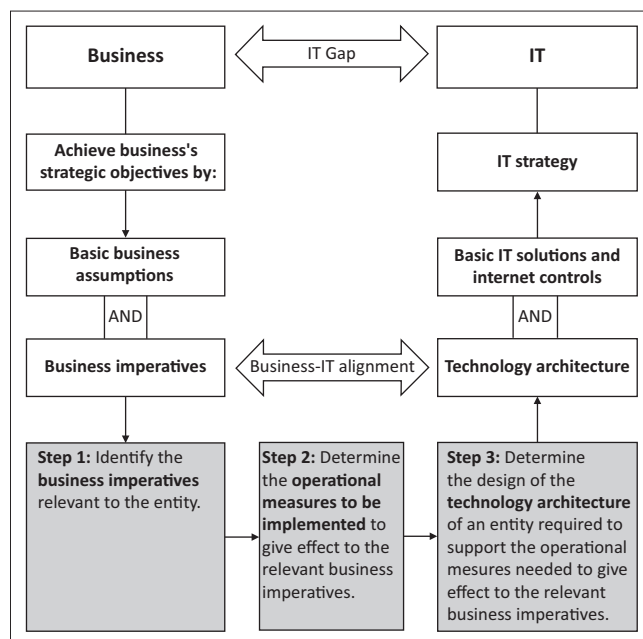 Business
IT Gap
IT
Achieve business's
strategic objectives by:
IT strategy
Basic business
assumptions
Basic IT solutions and
internet controls
AND
AND
Business imperatives
Business-IT alignment
Technology architecture
Step 1: Identify the
business imperatives
relevant to the entity.
Step 2: Determine
the operational
measures to be
implemented to
give effect to the
relevant business
imperatives.
Step 3: Determine
the design of the
technology architecture
of an entity required to
support the operational
mesures needed to give
effect to the relevant
business imperatives.